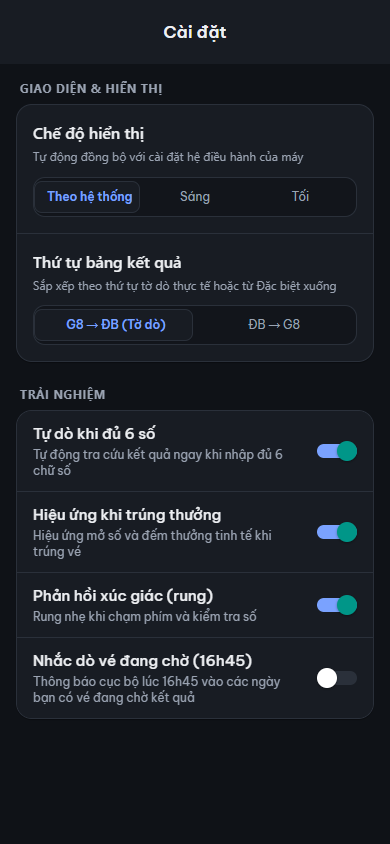 Cài đặt
GIAO DIỆN & HIỂN THỊ
Chế độ hiển thị
Tự động đồng bộ với cài đặt hệ điều hành của máy
Theo hệ thống
Sáng
Tối
Thứ tự bảng kết quả
Sắp xếp theo thứ tự tờ dò thực tế hoặc từ Đặc biệt xuống
G8 → ĐB (Tờ dò)
ĐB → G8
TRẢI NGHIỆM
Tự dò khi đủ 6 số
Tự động tra cứu kết quả ngay khi nhập đủ 6
chữ số
Hiệu ứng khi trúng thưởng
Hiệu ứng mở số và đếm thưởng tinh tế khi
trúng vé
Phản hồi xúc giác (rung)
Rung nhẹ khi chạm phím và kiểm tra số
Nhắc dò vé đang chờ (16h45)
Thông báo cục bộ lúc 16h45 vào các ngày
bạn có vé đang chờ kết quả